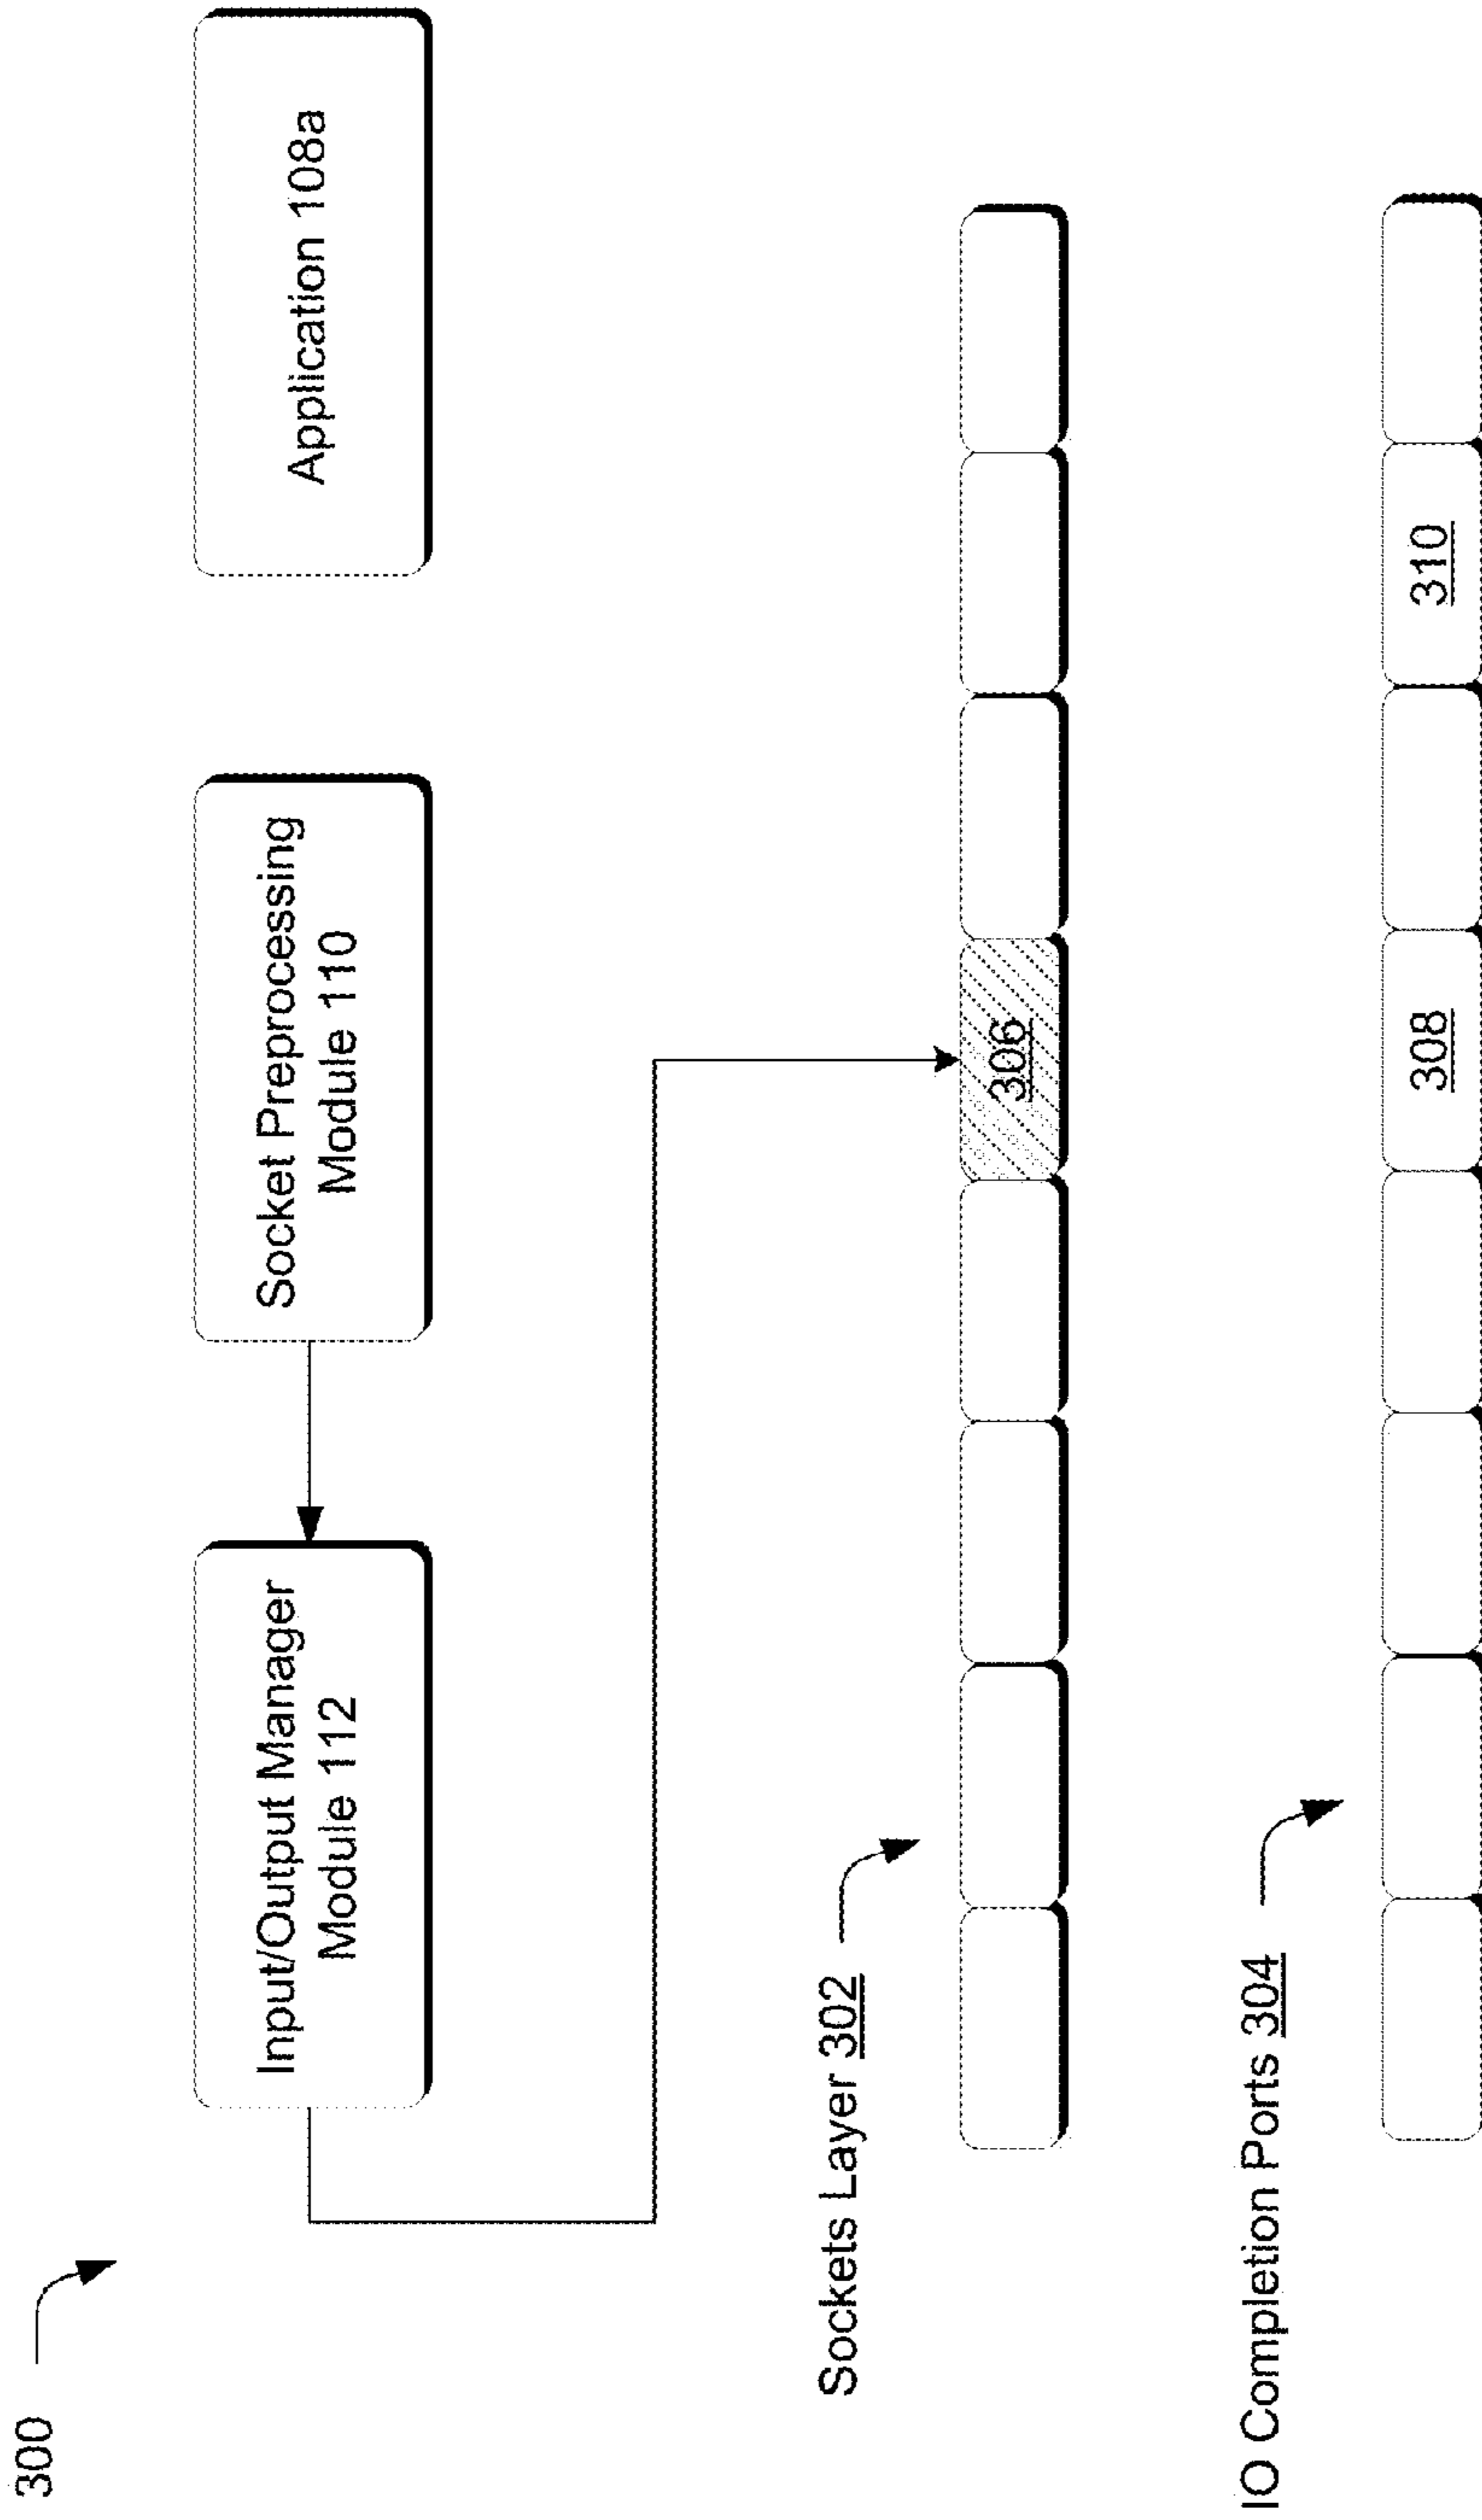 300
Input/Output Manager
Module 112
Socket Preprocessing
Module 110
Application 108a
Sockets Layer 302
306
IO Completion Ports 304
308
310